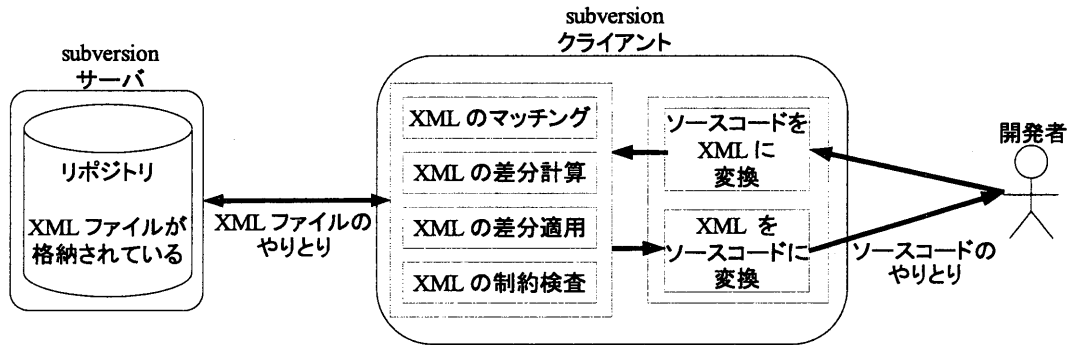 subversion
サーバ
リポジトリ
XML ファイルが
格納されている
XML ファイルの
やりとり
subversion
クライアント
XML のマッチング
XML の差分計算
XML の差分適用
XML の制約検査
ソースコードを
XML に
変換
XML を
ソースコードに
変換
開発者
ソースコードの
やりとり